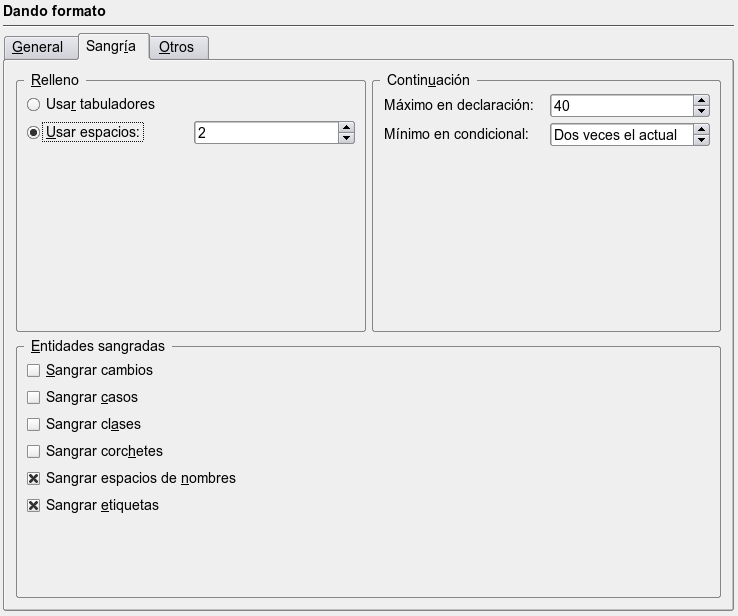 Dando formato
General Sangría Otros
Relleno
Usar tabuladores
Usar espacios: 2
Continuación
Máximo en declaración: 40
Mínimo en condicional: Dos veces el actual
Entidades sangradas
Sangrar cambios
Sangrar casos
Sangrar clases
Sangrar corchetes
Sangrar espacios de nombres
Sangrar etiquetas